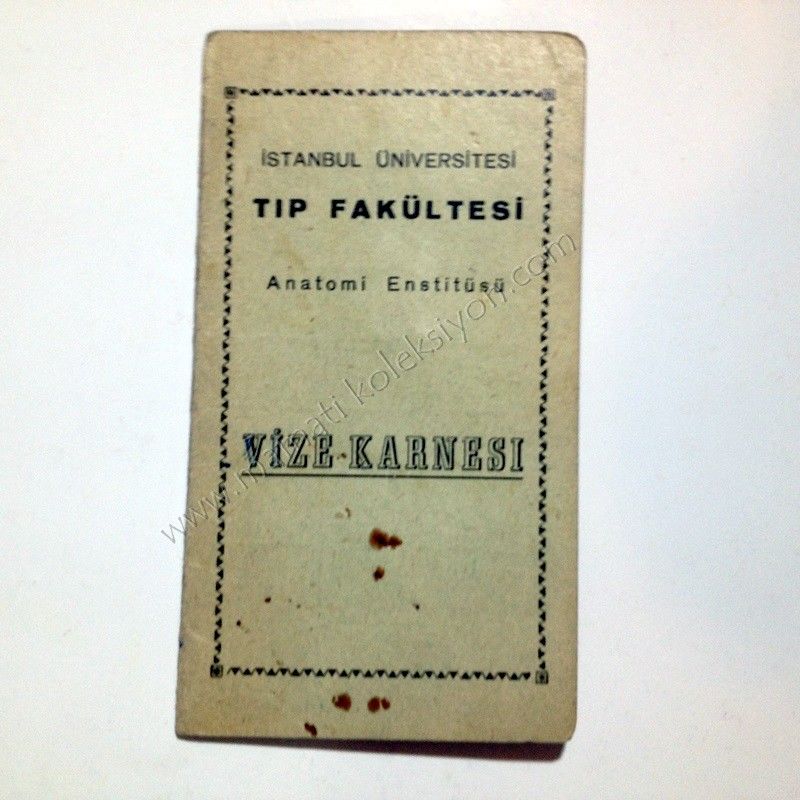 İSTANBUL ÜNİVERSİTESİ
TIP FAKÜLTESİ
Anatomi Enstitüsü
VİZE KARNESI